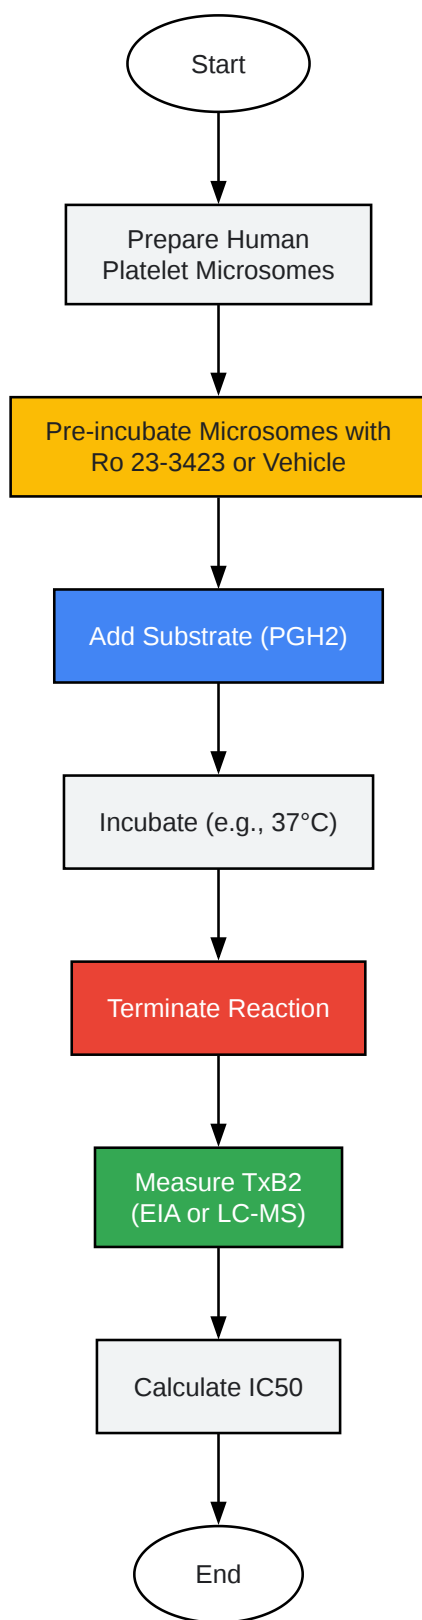 Start
Prepare Human
Platelet Microsomes
Pre-incubate Microsomes with
Ro 23-3423 or Vehicle
Add Substrate (PGH2)
Incubate (e.g., 37°C)
Terminate Reaction
Measure TxB2
(EIA or LC-MS)
Calculate IC50
End